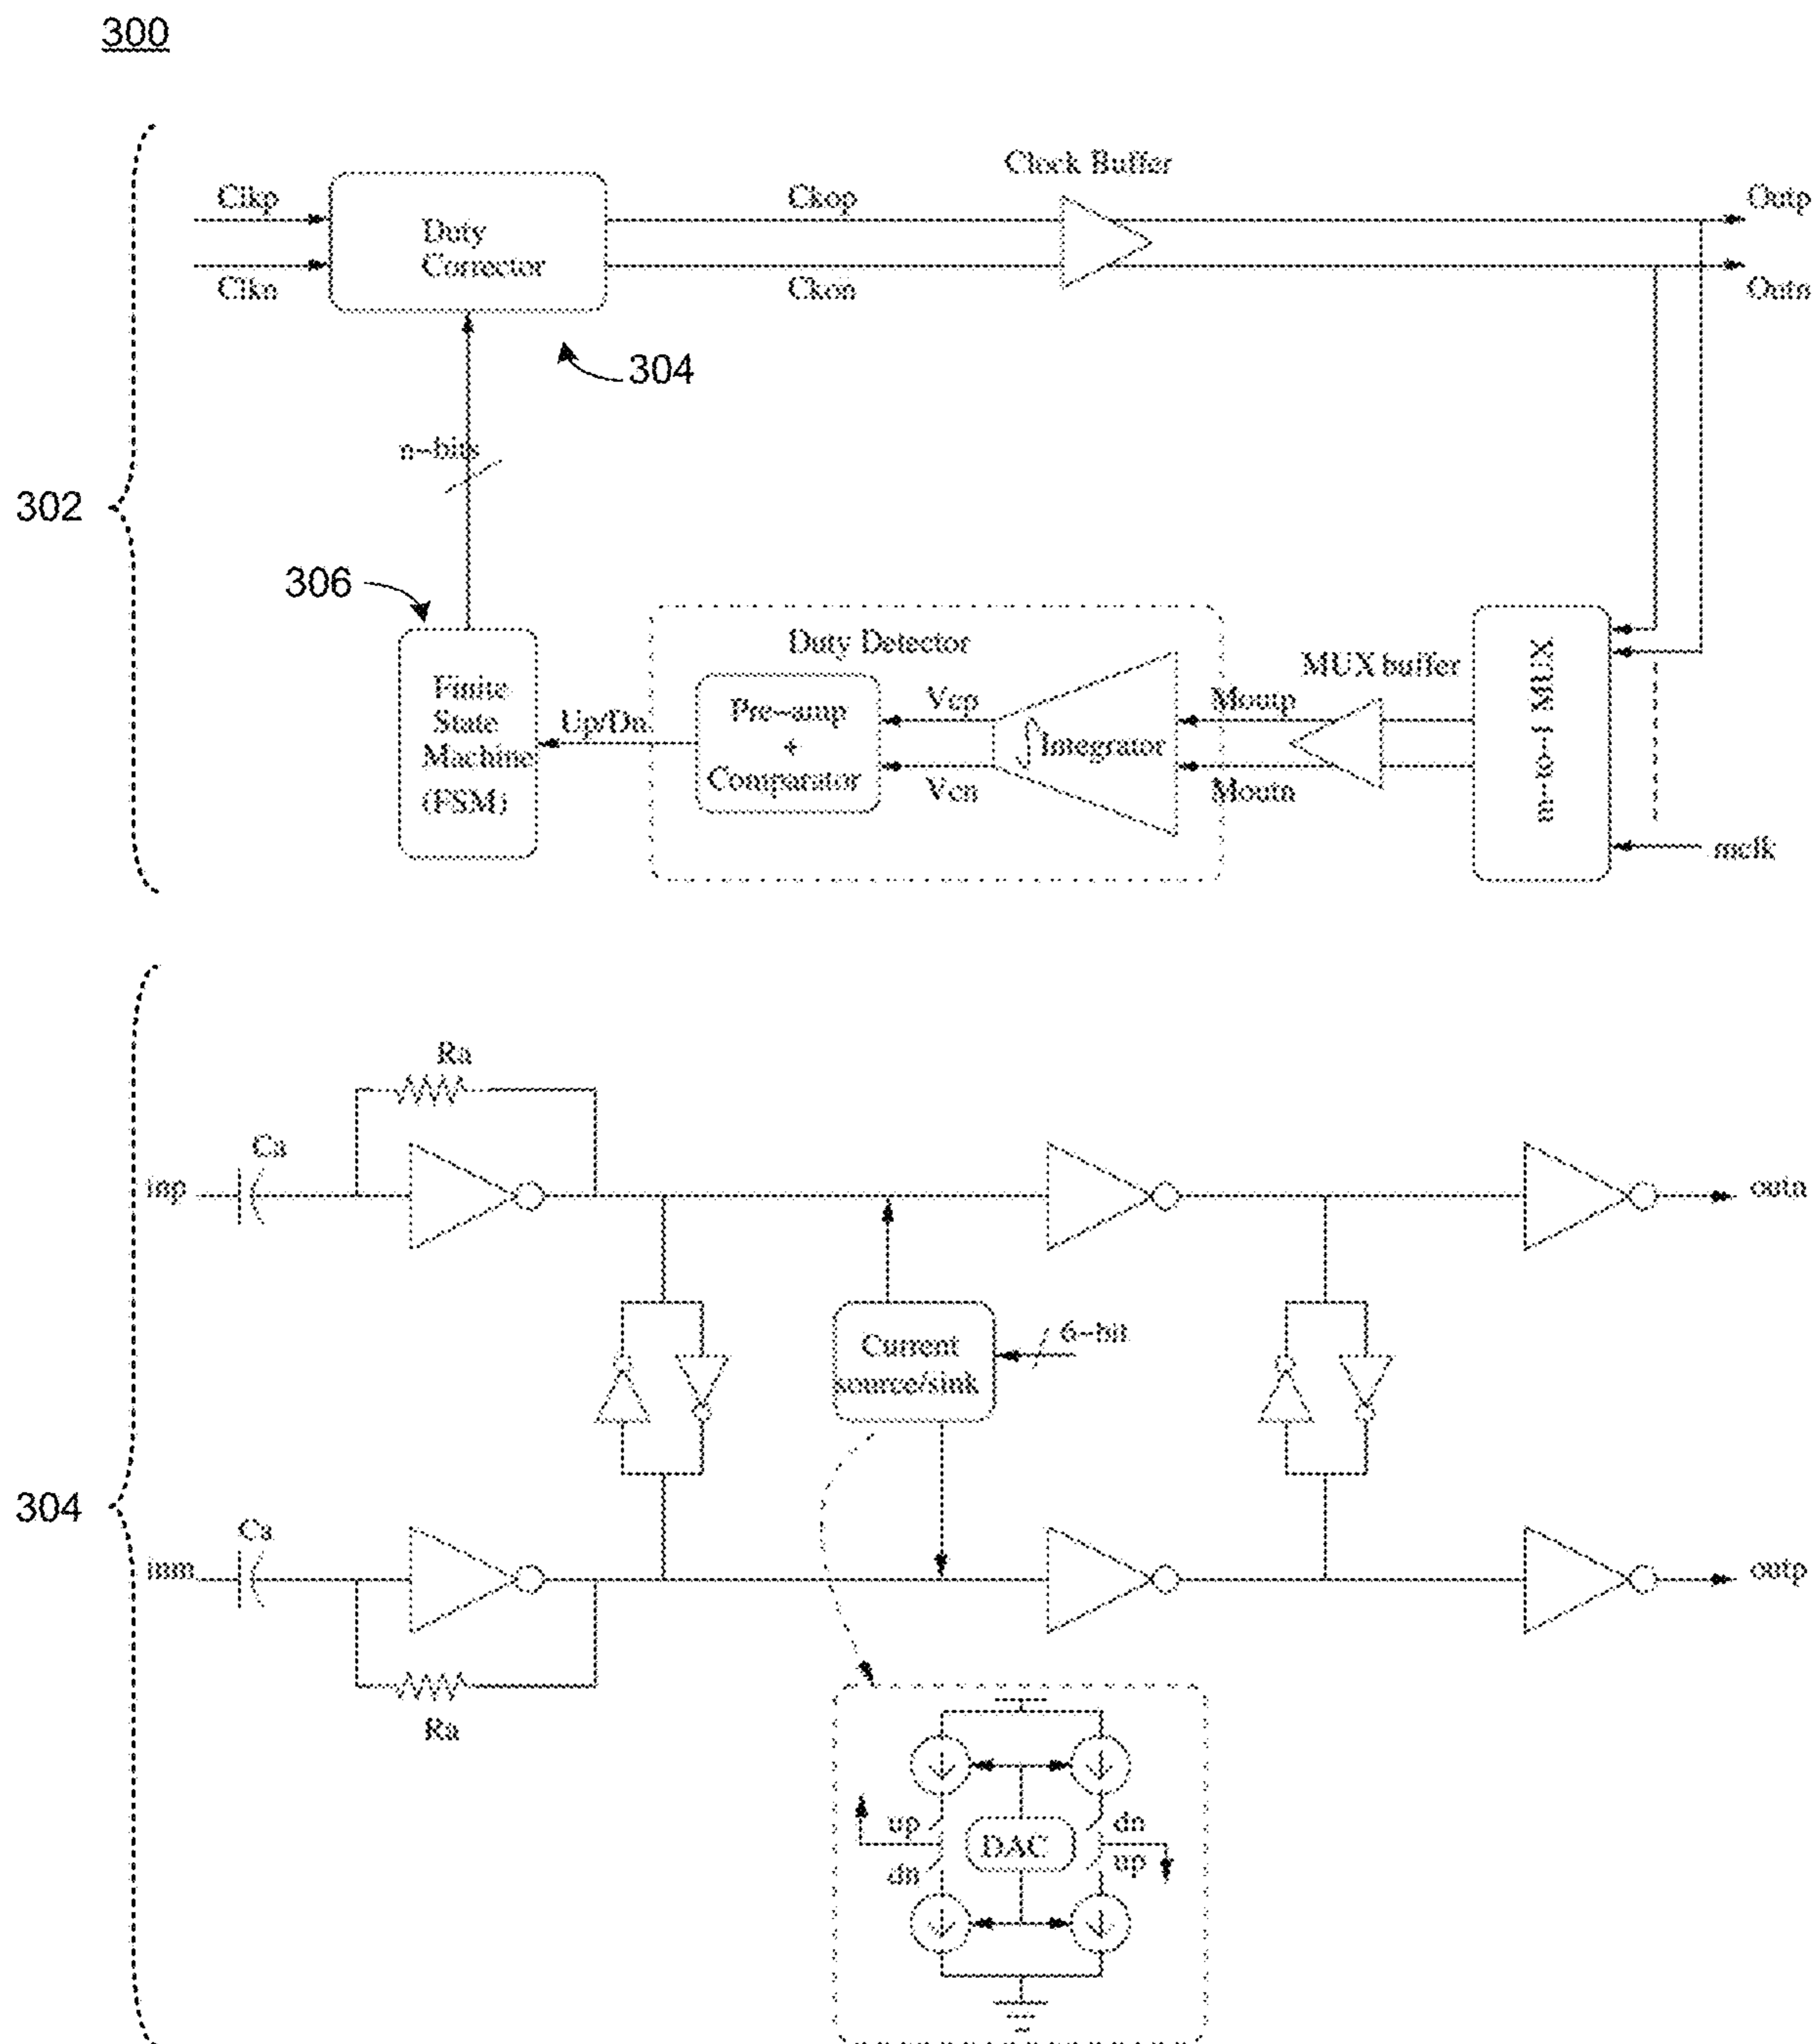 300
302
Clkp
Clkn
Duty
Corrector
Ckop
Ckon
Clock Buffer
Outp
Outn
304
n-bits
306
Finite
State
Machine
(FSM)
Up/Dn
Duty Detector
Pre-amp
+
Comparator
Vcp
Vcn
∫Integrator
Moutp
Moutn
MUX buffer
m-to-1 MUX
mclk
304
Ra
Ca
inp
outn
Current
source/sink
6-bit
Ca
inm
outp
Ra
up
dn
DAC
dn
up